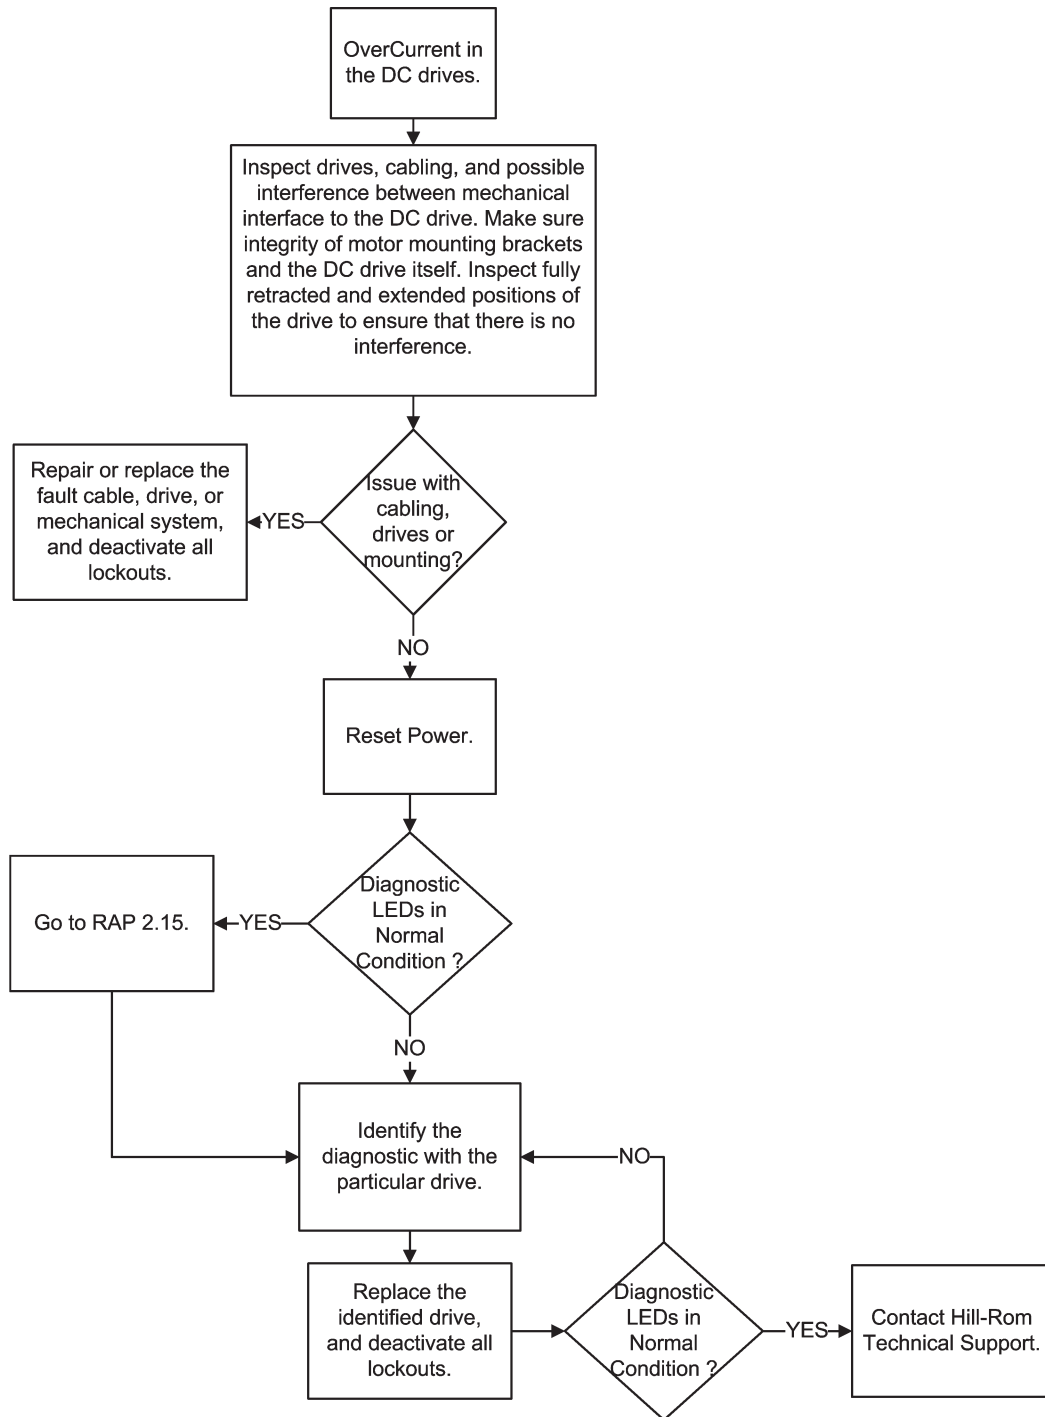 OverCurrent in
the DC drives.
Inspect drives, cabling, and possible
interference between mechanical
interface to the DC drive. Make sure
integrity of motor mounting brackets
and the DC drive itself. Inspect fully
retracted and extended positions of
the drive to ensure that there is no
interference.
Issue with
cabling,
drives or
mounting?
YES
Repair or replace the
fault cable, drive, or
mechanical system,
and deactivate all
lockouts.
NO
Reset Power.
Diagnostic
LEDs in
Normal
Condition ?
YES
Go to RAP 2.15.
NO
Identify the
diagnostic with the
particular drive.
NO
Replace the
identified drive,
and deactivate all
lockouts.
Diagnostic
LEDs in
Normal
Condition ?
YES
Contact Hill-Rom
Technical Support.